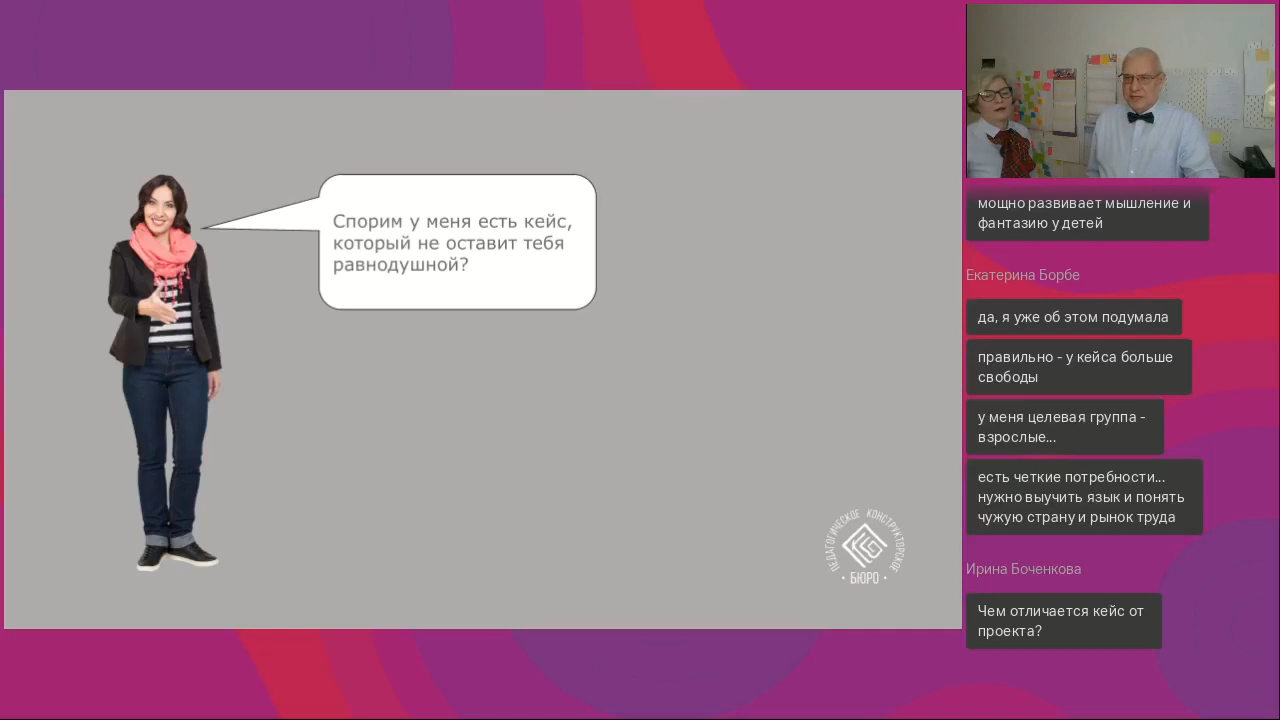 Спорим у меня есть кейс,
который не оставит тебя
равнодушной?
ПЕДАГОГИЧЕСКОЕ КОНСТРУКТОРСКОЕ
• БЮРО •
мощно развивает мышление и
фантазию у детей
Екатерина Борбе
да, я уже об этом подумала
правильно - у кейса больше
свободы
у меня целевая группа -
взрослые...
есть четкие потребности...
нужно выучить язык и понять
чужую страну и рынок труда
Ирина Боченкова
Чем отличается кейс от
проекта?